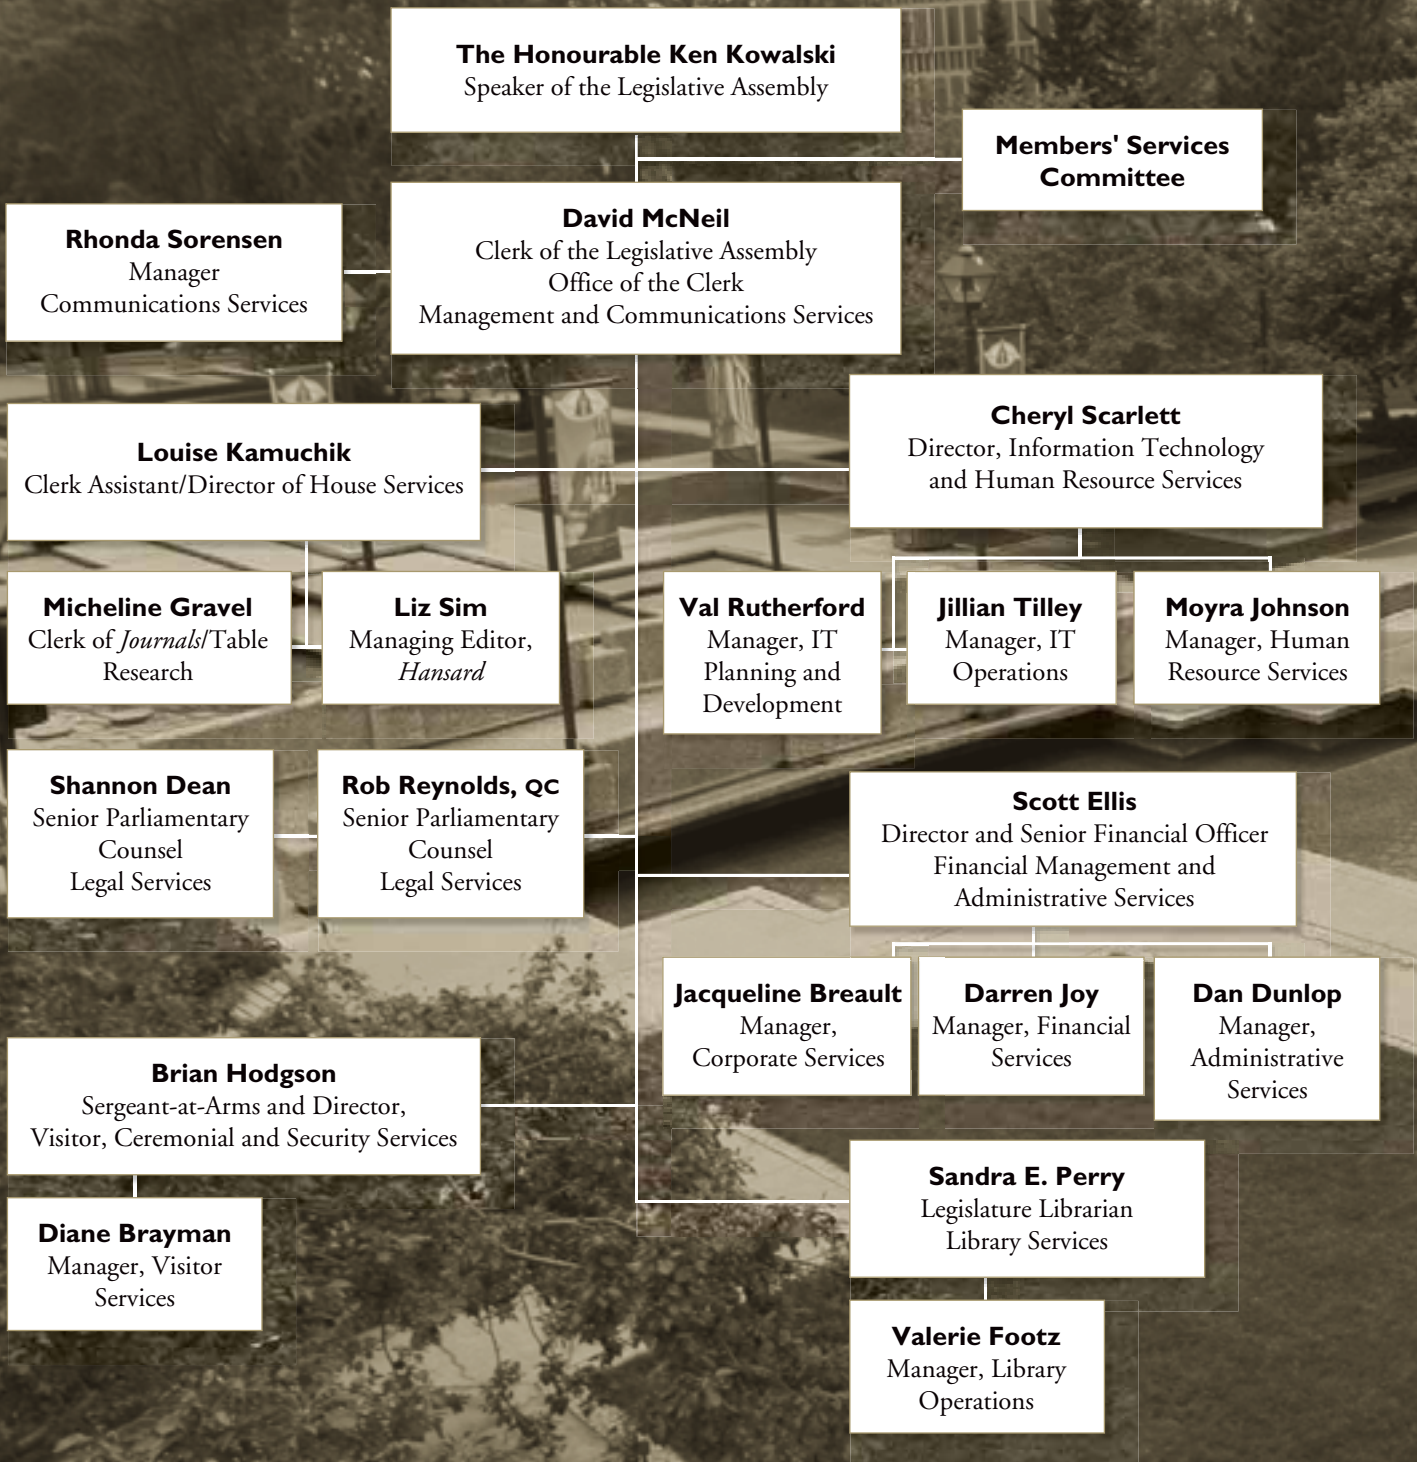 The Honourable Ken Kowalski
Speaker of the Legislative Assembly
Members' Services
Committee
David McNeil
Clerk of the Legislative Assembly
Office of the Clerk
Management and Communications Services
Rhonda Sorensen
Manager
Communications Services
Louise Kamuchik
Clerk Assistant/Director of House Services
Cheryl Scarlett
Director, Information Technology
and Human Resource Services
Micheline Gravel
Clerk of Journals/Table
Research
Liz Sim
Managing Editor,
Hansard
Val Rutherford
Manager, IT
Planning and
Development
Jillian Tilley
Manager, IT
Operations
Moyra Johnson
Manager, Human
Resource Services
Shannon Dean
Senior Parliamentary
Counsel
Legal Services
Rob Reynolds, QC
Senior Parliamentary
Counsel
Legal Services
Scott Ellis
Director and Senior Financial Officer
Financial Management and
Administrative Services
Jacqueline Breault
Manager,
Corporate Services
Darren Joy
Manager, Financial
Services
Dan Dunlop
Manager,
Administrative
Services
Brian Hodgson
Sergeant-at-Arms and Director,
Visitor, Ceremonial and Security Services
Diane Brayman
Manager, Visitor
Services
Sandra E. Perry
Legislature Librarian
Library Services
Valerie Footz
Manager, Library
Operations